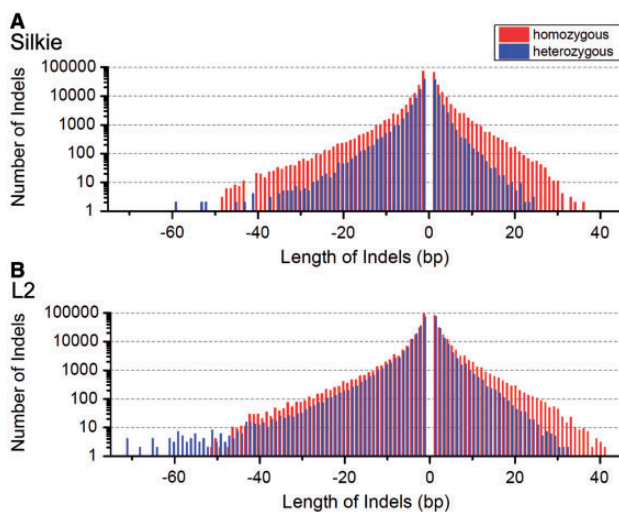 A
Silkie
homozygous
heterozygous
Number of Indels
100000
10000
1000
100
10
1
-60 -40 -20 0 20 40
Length of Indels (bp)
B
L2
Number of Indels
100000
10000
1000
100
10
1
-60 -40 -20 0 20 40
Length of Indels (bp)